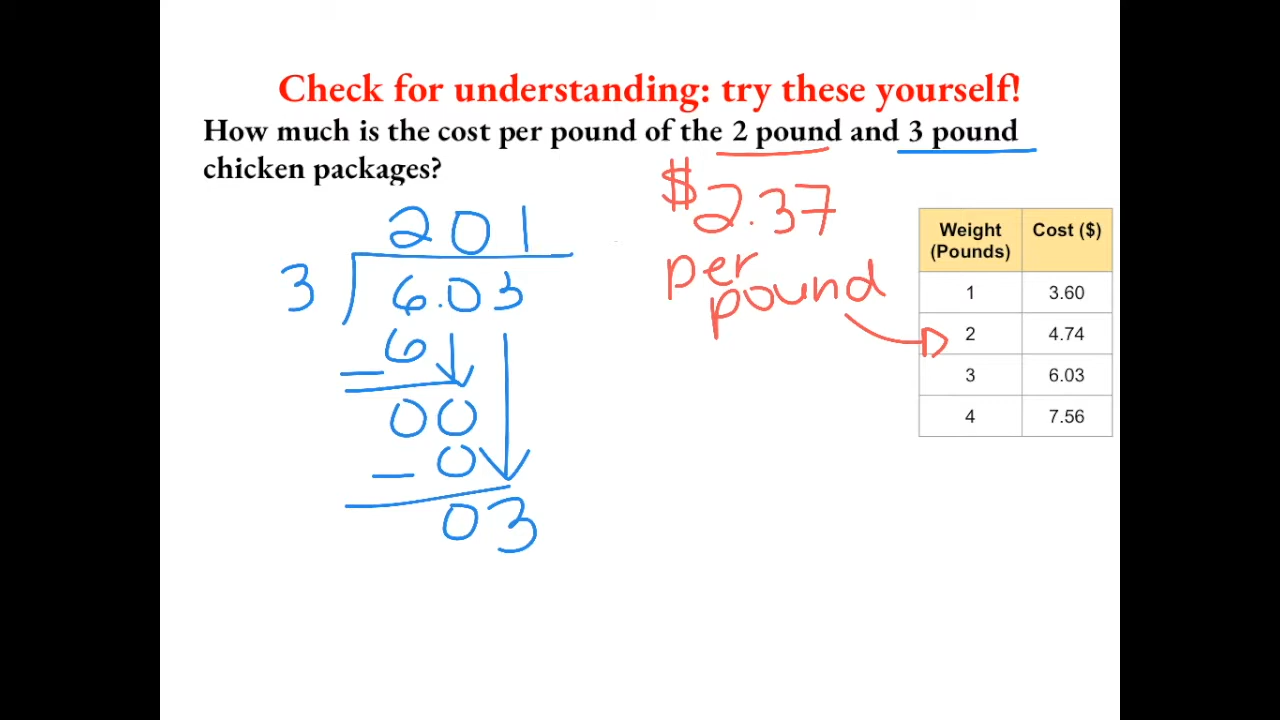 Check for understanding: try these yourself!
How much is the cost per pound of the 2 pound and 3 pound
chicken packages?
$2.37
per
pound
201
3 6.03
- 6
00
- 0
03
Weight
(Pounds) Cost ($)
1 3.60
2 4.74
3 6.03
4 7.56